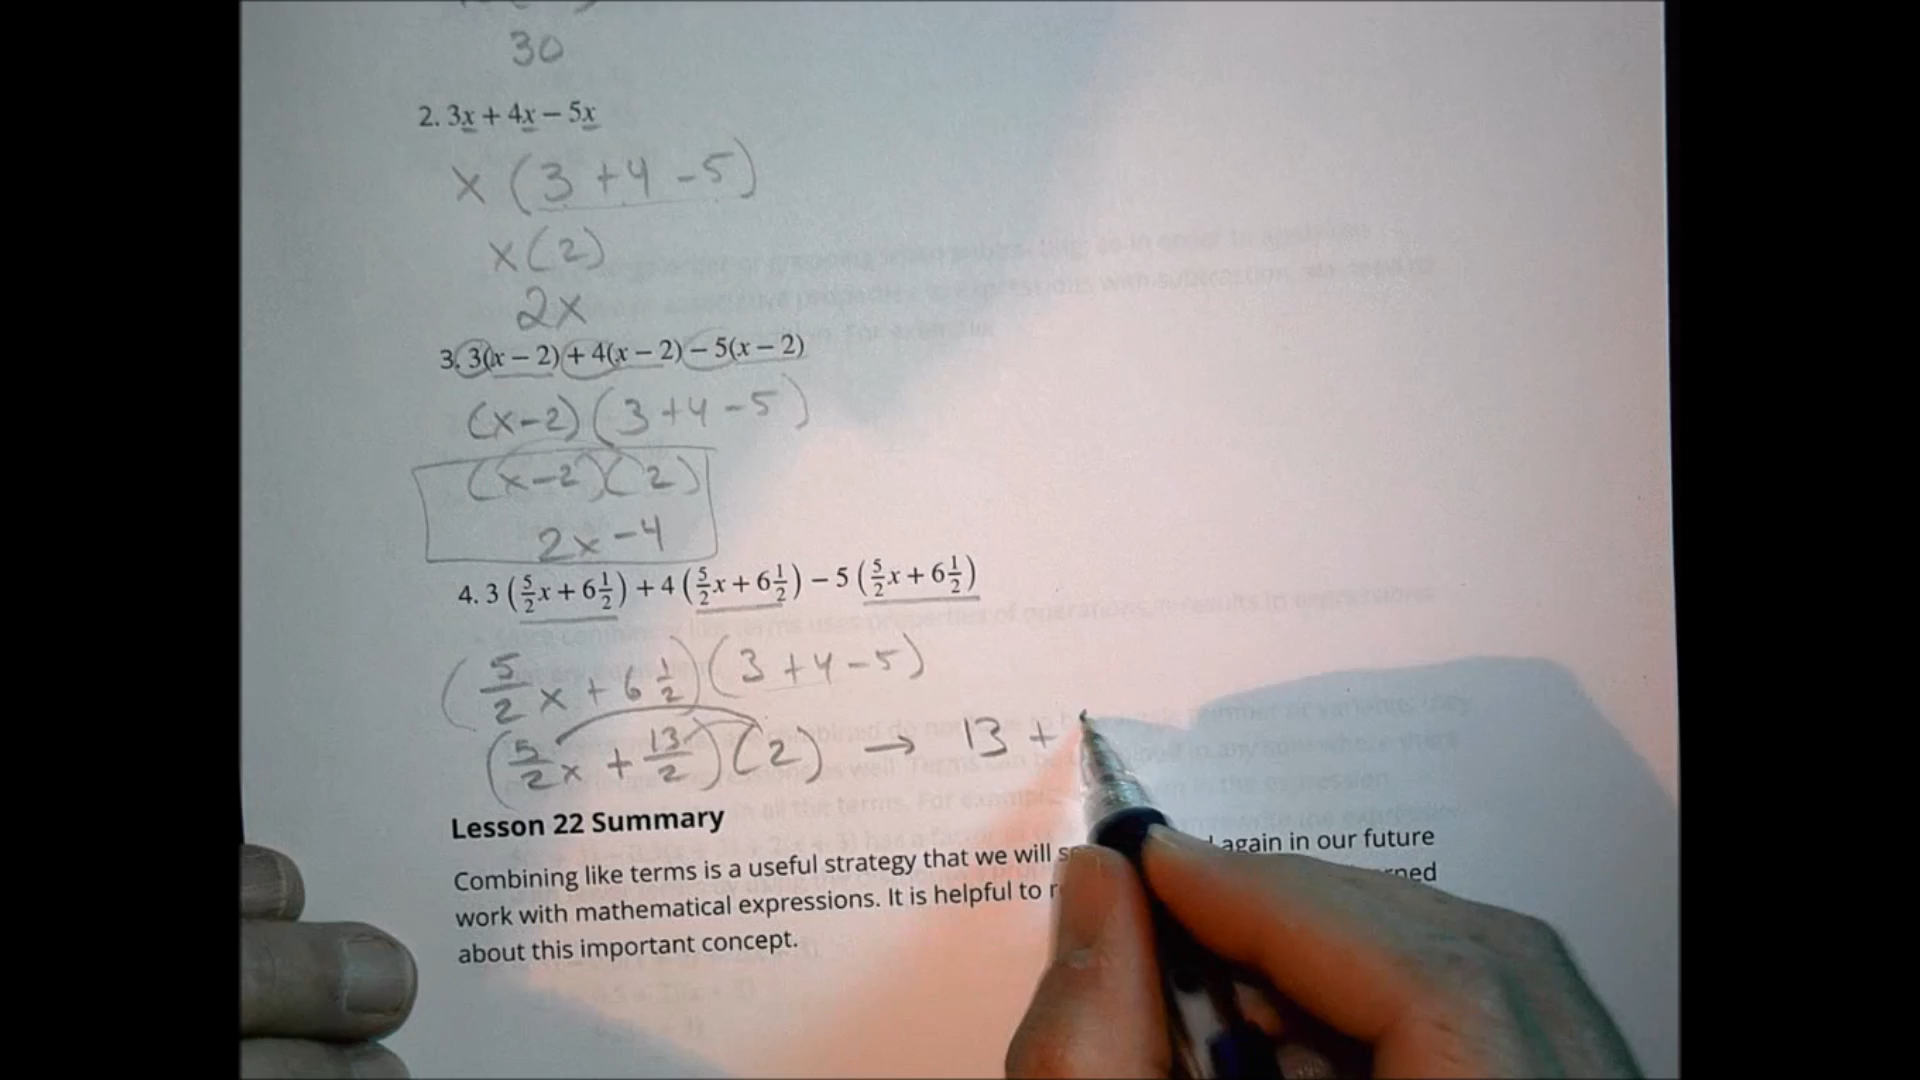 30
2. 3x + 4x − 5x
x (3 + 4 - 5)
x(2)
2x
3. 3(x − 2) + 4(x − 2) − 5(x − 2)
(x-2)(3+4-5)
(x-2)(2)
2x-4
4. 3 (5/2 x + 6 1/2) + 4 (5/2 x + 6 1/2) − 5 (5/2 x + 6 1/2)
(5/2 x + 6 1/2)(3 + 4 - 5)
(5/2 x + 13/2)(2) → 13 +
Lesson 22 Summary
Combining like terms is a useful strategy that we will again in our future
work with mathematical expressions. It is helpful to
about this important concept.